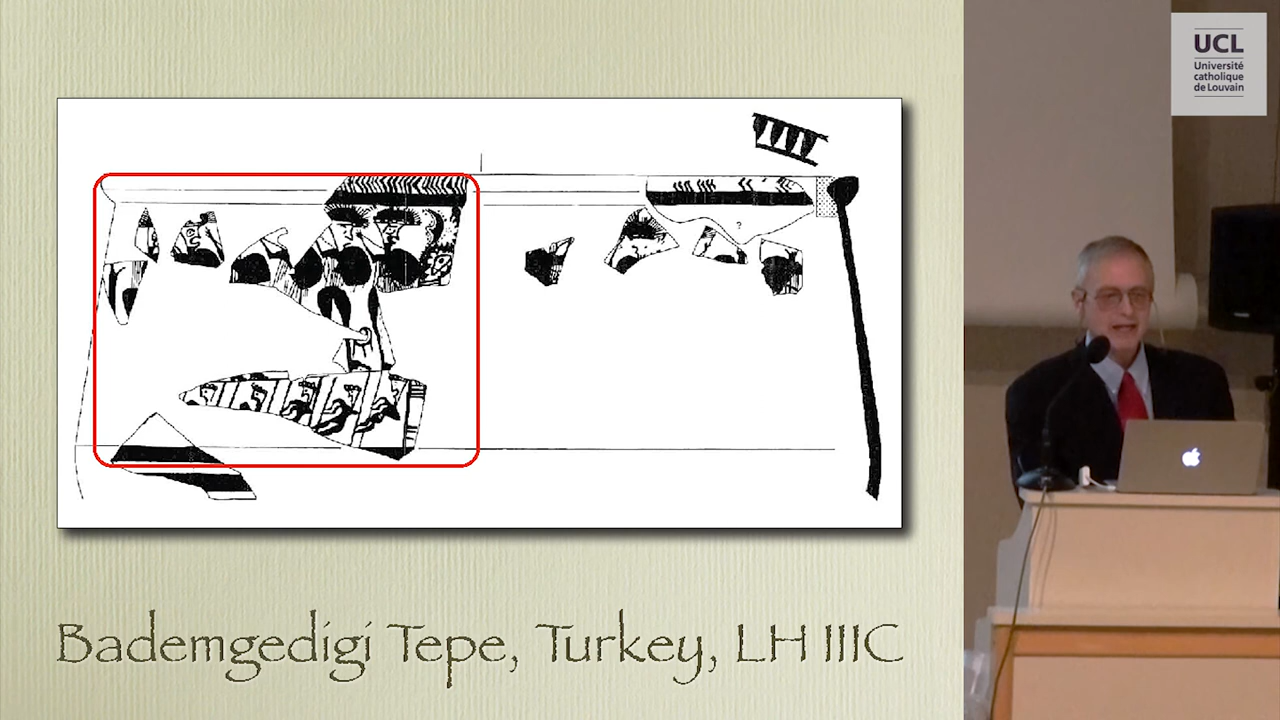 UCL
Université
catholique
de Louvain
?
Bademgedigi Tepe, Turkey, LH IIIC